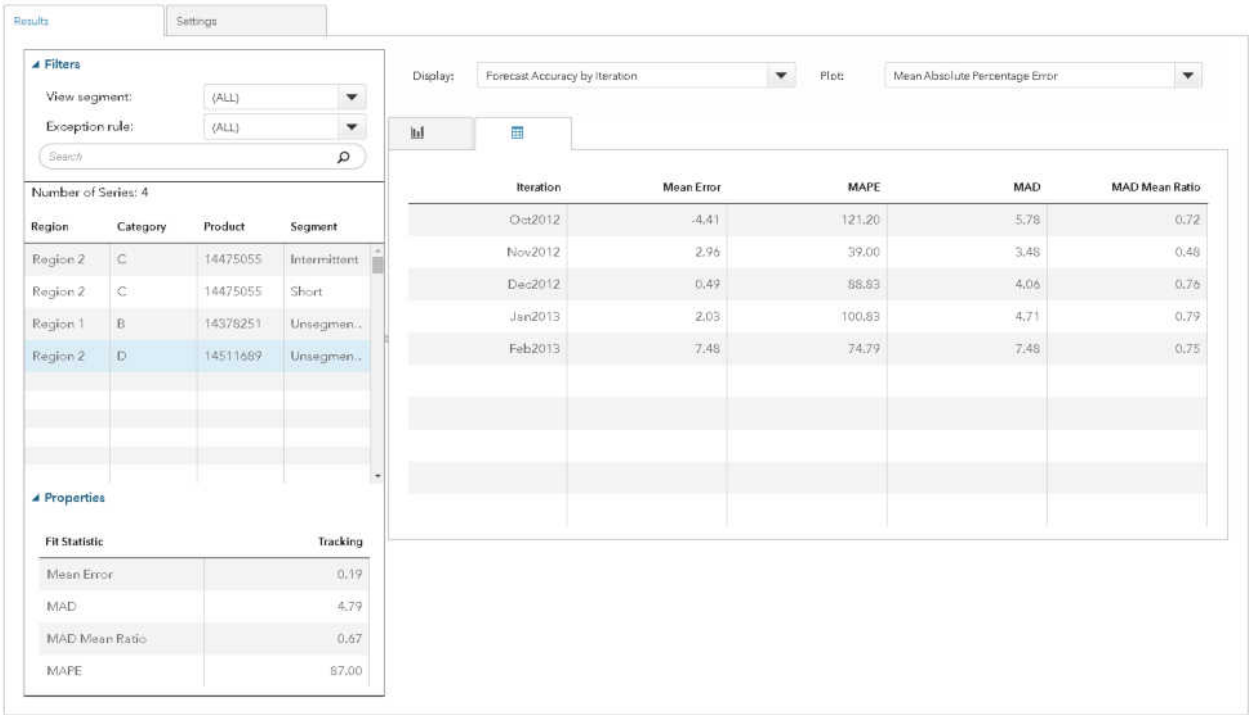 Results Settings
Filters
View segment: (ALL)
Exception rule: (ALL)
Search
Number of Series: 4
Region Category Product Segment
Region 2 C 14475055 Intermittent
Region 2 C 14475055 Short
Region 1 B 14378251 Unsegmen..
Region 2 D 14511689 Unsegmen..
Properties
Fit Statistic Tracking
Mean Error 0.19
MAD 4.79
MAD Mean Ratio 0.67
MAPE 87.00
Display: Forecast Accuracy by Iteration Plot: Mean Absolute Percentage Error
Iteration Mean Error MAPE MAD MAD Mean Ratio
Oct2012 -4.41 121.20 5.78 0.72
Nov2012 2.96 39.00 3.48 0.48
Dec2012 0.49 88.83 4.06 0.76
Jan2013 2.03 100.83 4.71 0.79
Feb2013 7.48 74.79 7.48 0.75